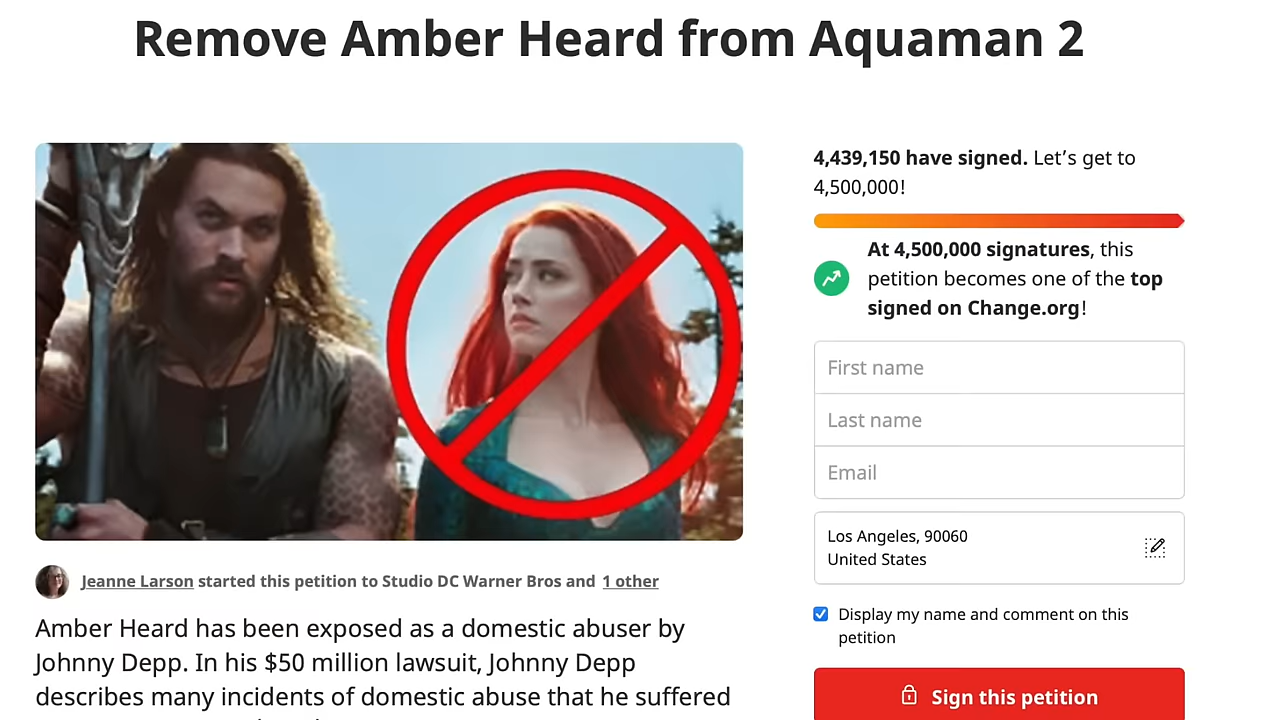 Remove Amber Heard from Aquaman 2
4,439,150 have signed. Let’s get to
4,500,000!
At 4,500,000 signatures, this
petition becomes one of the top
signed on Change.org!
First name
Last name
Email
Los Angeles, 90060
United States
Display my name and comment on this
petition
Sign this petition
Jeanne Larson started this petition to Studio DC Warner Bros and 1 other
Amber Heard has been exposed as a domestic abuser by
Johnny Depp. In his $50 million lawsuit, Johnny Depp
describes many incidents of domestic abuse that he suffered